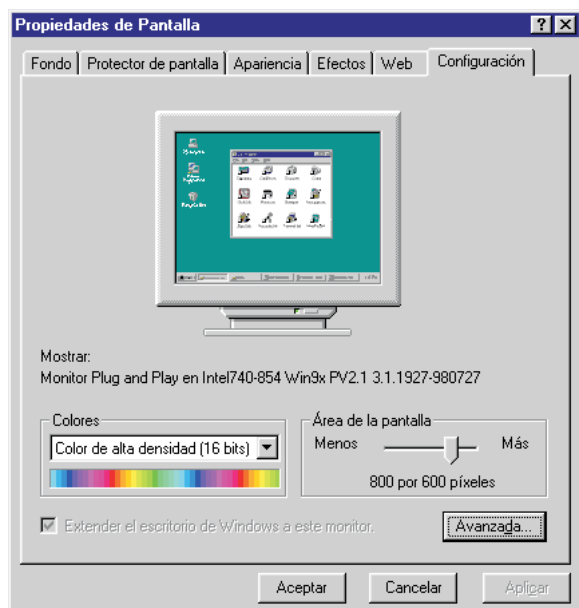 Propiedades de Pantalla
Fondo Protector de pantalla Apariencia Efectos Web Configuración
Mostrar:
Monitor Plug and Play en Intel740-854 Win9x PV2.1 3.1.1927-980727
Colores Área de la pantalla
Color de alta densidad (16 bits) Menos Más
800 por 600 píxeles
Extender el escritorio de Windows a este monitor. Avanzada...
Aceptar Cancelar Aplicar